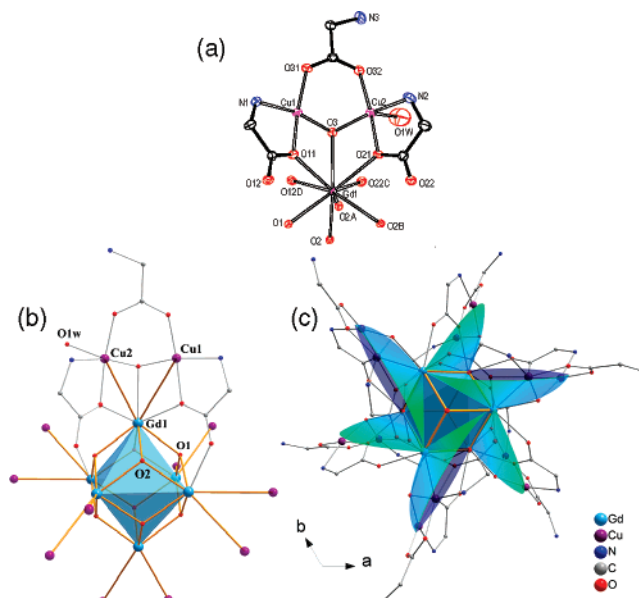 (a)
N3
O31
O32
N1
Cu1
Cu2
N2
O3
O1W
O11
O21
O12
O12D
O22C
O22
Gd1
O1
O2A
O2B
O2
(b)
O1w
Cu2
Cu1
Gd1
O1
O2
(c)
b
a
Gd
Cu
N
C
O